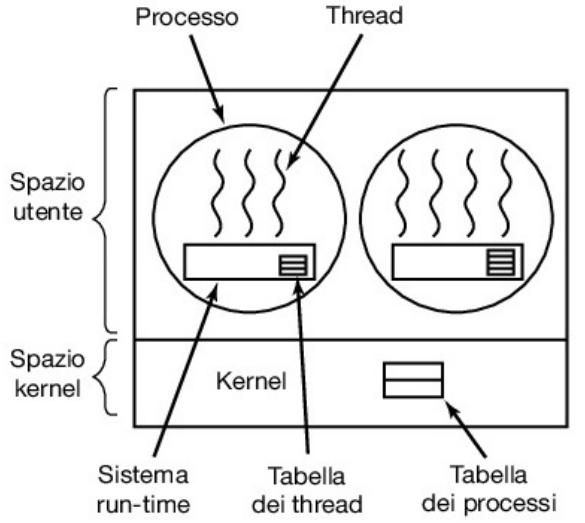 Processo
Thread
Spazio
utente
Spazio
kernel
Kernel
Sistema
run-time
Tabella
dei thread
Tabella
dei processi